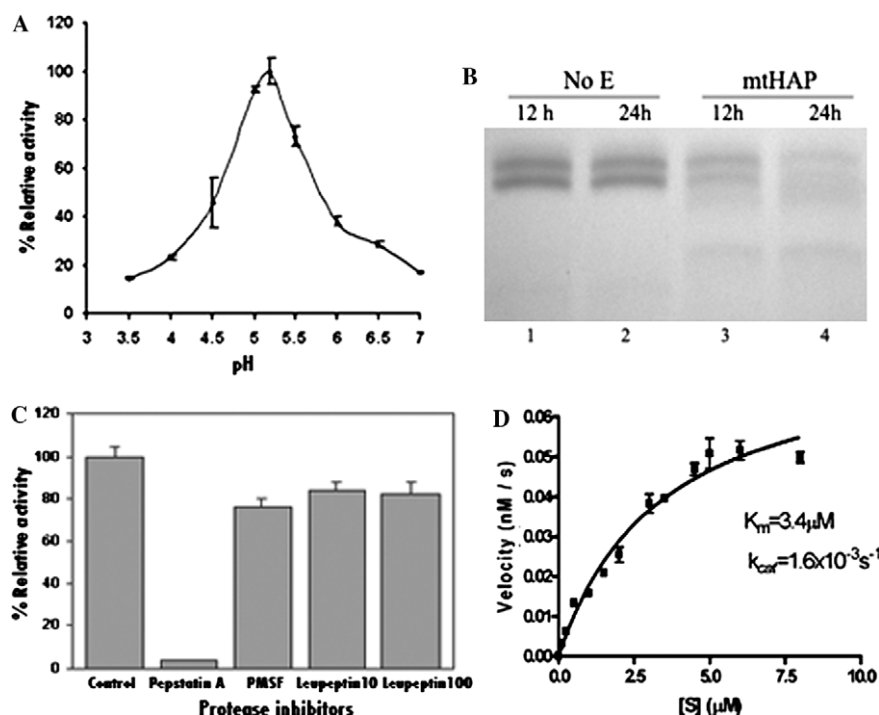 A
% Relative activity
120
100
80
60
40
20
0
3 3.5 4 4.5 5 5.5 6 6.5 7
pH
B
No E mtHAP
12 h 24h 12h 24h
1 2 3 4
C
% Relative activity
120
100
80
60
40
20
0
Control Pepstatin A PMSF Leupeptin10 Leupeptin100
Protease inhibitors
D
Velocity (nM / s)
0.06
0.05
0.04
0.03
0.02
0.01
0.00
0.0 2.5 5.0 7.5 10.0
[S] (μM)
Km=3.4μM
kcat=1.6x10⁻³s⁻¹